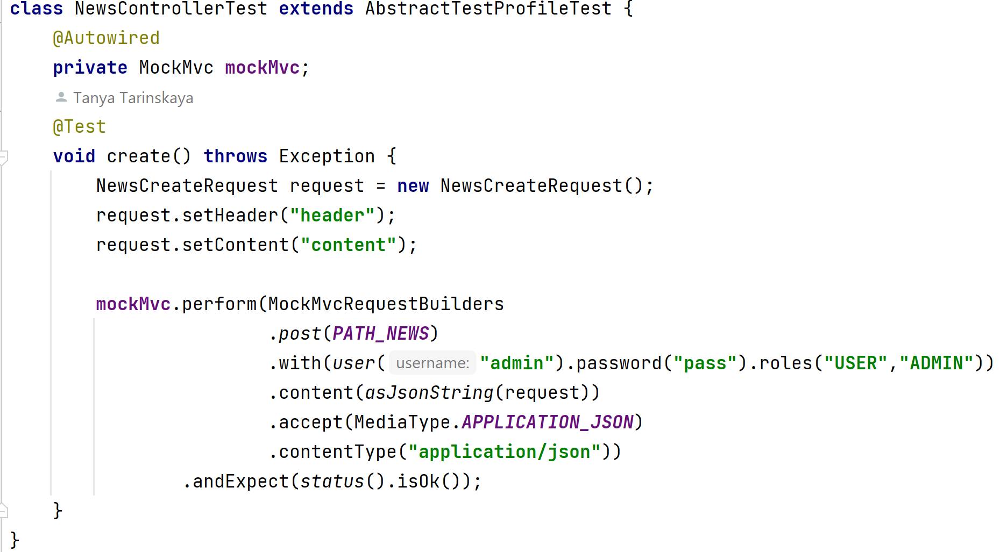 class NewsControllerTest extends AbstractTestProfileTest {
@Autowired
private MockMvc mockMvc;
Tanya Tarinskaya
@Test
void create() throws Exception {
NewsCreateRequest request = new NewsCreateRequest();
request.setHeader("header");
request.setContent("content");
mockMvc.perform(MockMvcRequestBuilders
.post(PATH_NEWS)
.with(user( username: "admin").password("pass").roles("USER","ADMIN"))
.content(asJsonString(request))
.accept(MediaType.APPLICATION_JSON)
.contentType("application/json"))
.andExpect(status().isOk());
}
}